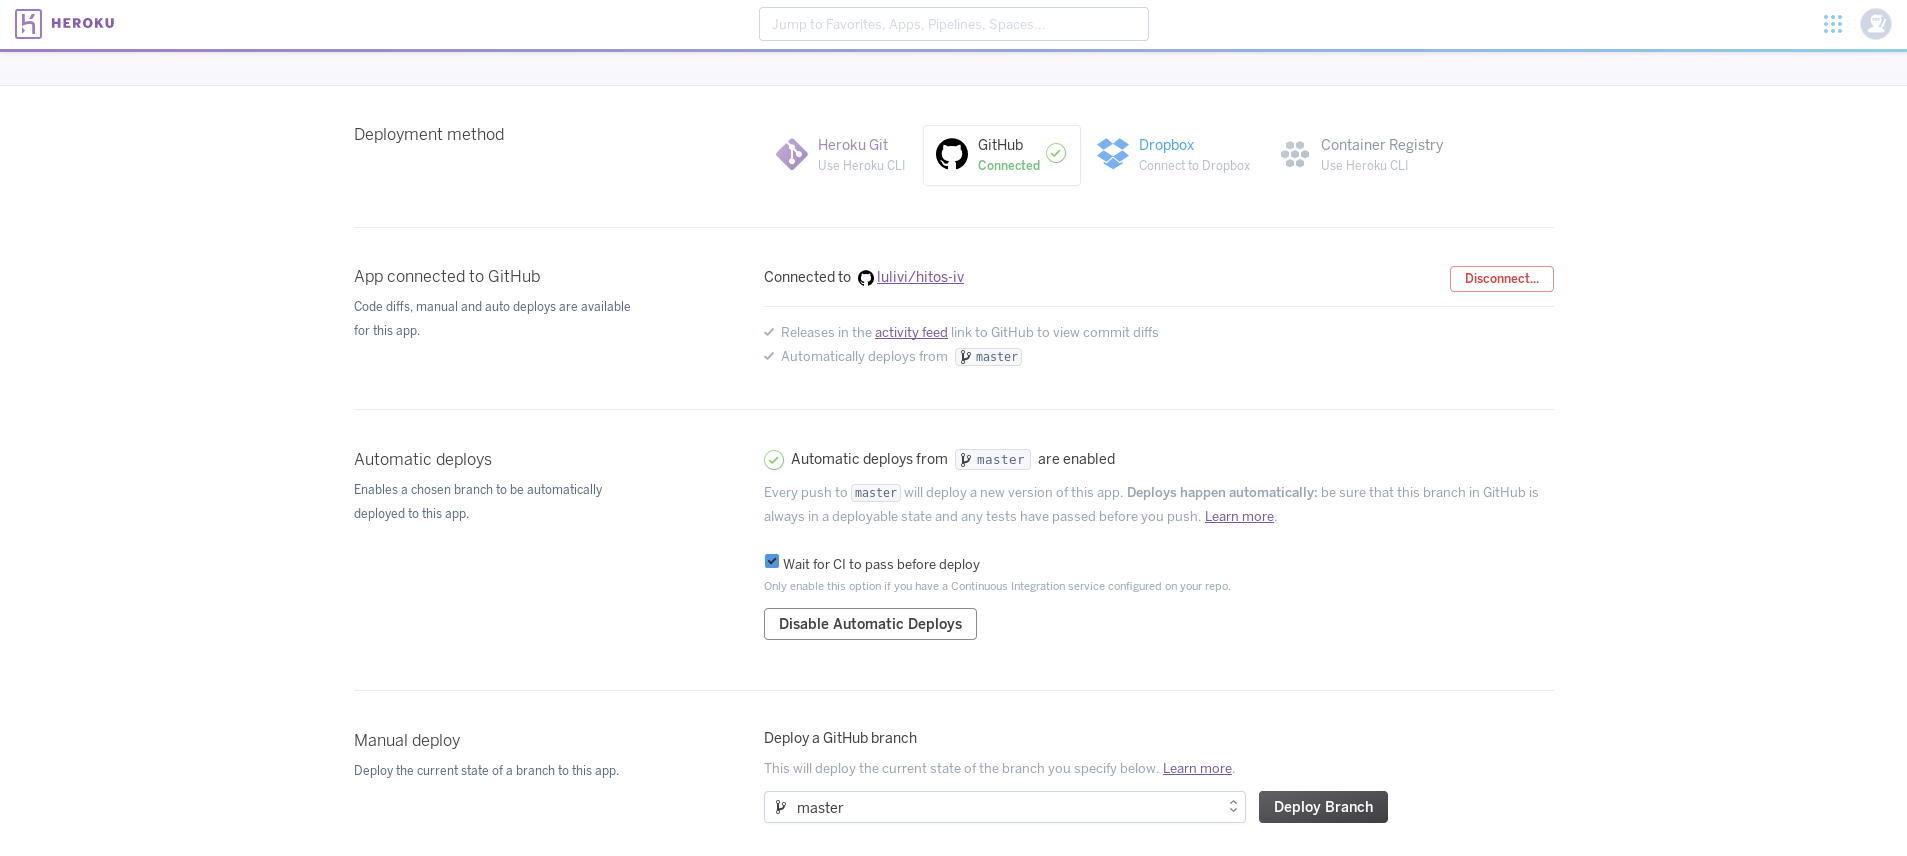 HEROKU
Jump to Favorites, Apps, Pipelines, Spaces...
Deployment method
Heroku Git
Use Heroku CLI
GitHub
Connected
Dropbox
Connect to Dropbox
Container Registry
Use Heroku CLI
App connected to GitHub
Code diffs, manual and auto deploys are available
for this app.
Connected to lulivi/hitos-iv
Disconnect...
Releases in the activity feed link to GitHub to view commit diffs
Automatically deploys from master
Automatic deploys
Enables a chosen branch to be automatically
deployed to this app.
Automatic deploys from master are enabled
Every push to master will deploy a new version of this app. Deploys happen automatically: be sure that this branch in GitHub is
always in a deployable state and any tests have passed before you push. Learn more.
Wait for CI to pass before deploy
Only enable this option if you have a Continuous Integration service configured on your repo.
Disable Automatic Deploys
Manual deploy
Deploy the current state of a branch to this app.
Deploy a GitHub branch
This will deploy the current state of the branch you specify below. Learn more.
master
Deploy Branch